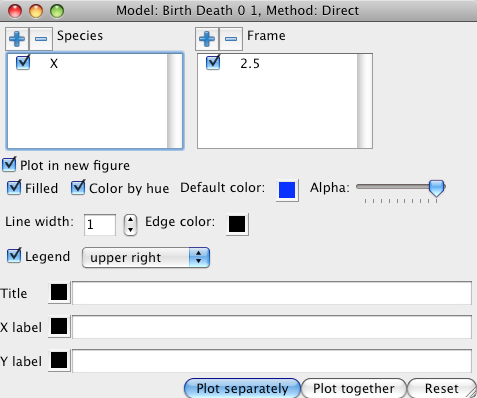 Model: Birth Death 0 1, Method: Direct
Species
Frame
X
2.5
Plot in new figure
Filled Color by hue Default color: Alpha:
Line width: 1 Edge color:
Legend upper right
Title
X label
Y label
Plot separately Plot together Reset